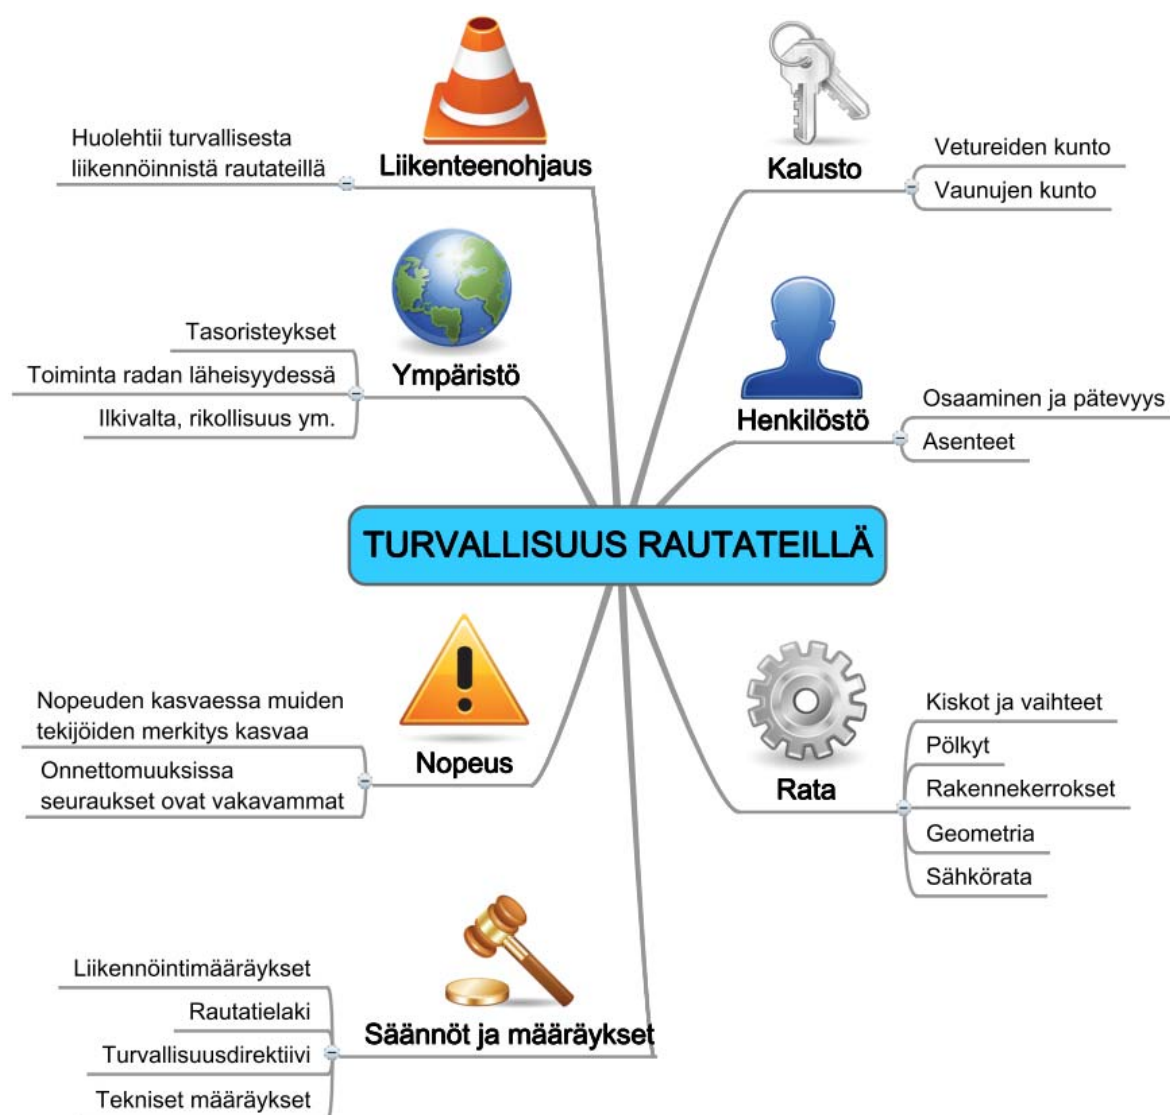 Huolehtii turvallisesta
liikennöinnistä rautateillä
Liikenteenohjaus
Kalusto
Vetureiden kunto
Vaunujen kunto
Tasoristeykset
Toiminta radan läheisyydessä
Ilkivalta, rikollisuus ym.
Ympäristö
Henkilöstö
Osaaminen ja pätevyys
Asenteet
TURVALLISUUS RAUTATEILLÄ
Nopeuden kasvaessa muiden
tekijöiden merkitys kasvaa
Onnettomuuksissa
seuraukset ovat vakavammat
Nopeus
Rata
Kiskot ja vaihteet
Pölkyt
Rakennekerrokset
Geometria
Sähkörata
Liikennöintimääräykset
Rautatielaki
Turvallisuusdirektiivi
Tekniset määräykset
Säännöt ja määräykset